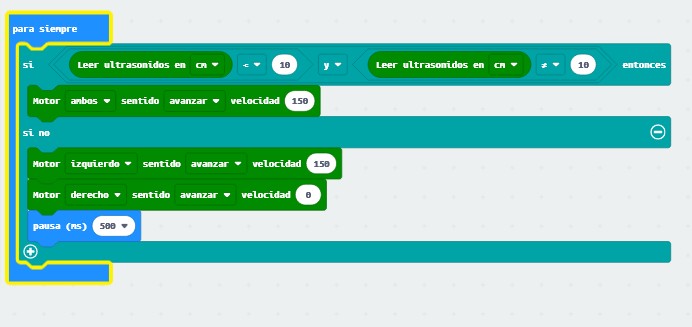 para siempre
si Leer ultrasonidos en cm < 10 y Leer ultrasonidos en cm ≠ 10 entonces
Motor ambos sentido avanzar velocidad 150
si no
Motor izquierdo sentido avanzar velocidad 150
Motor derecho sentido avanzar velocidad 0
pausa (ms) 500